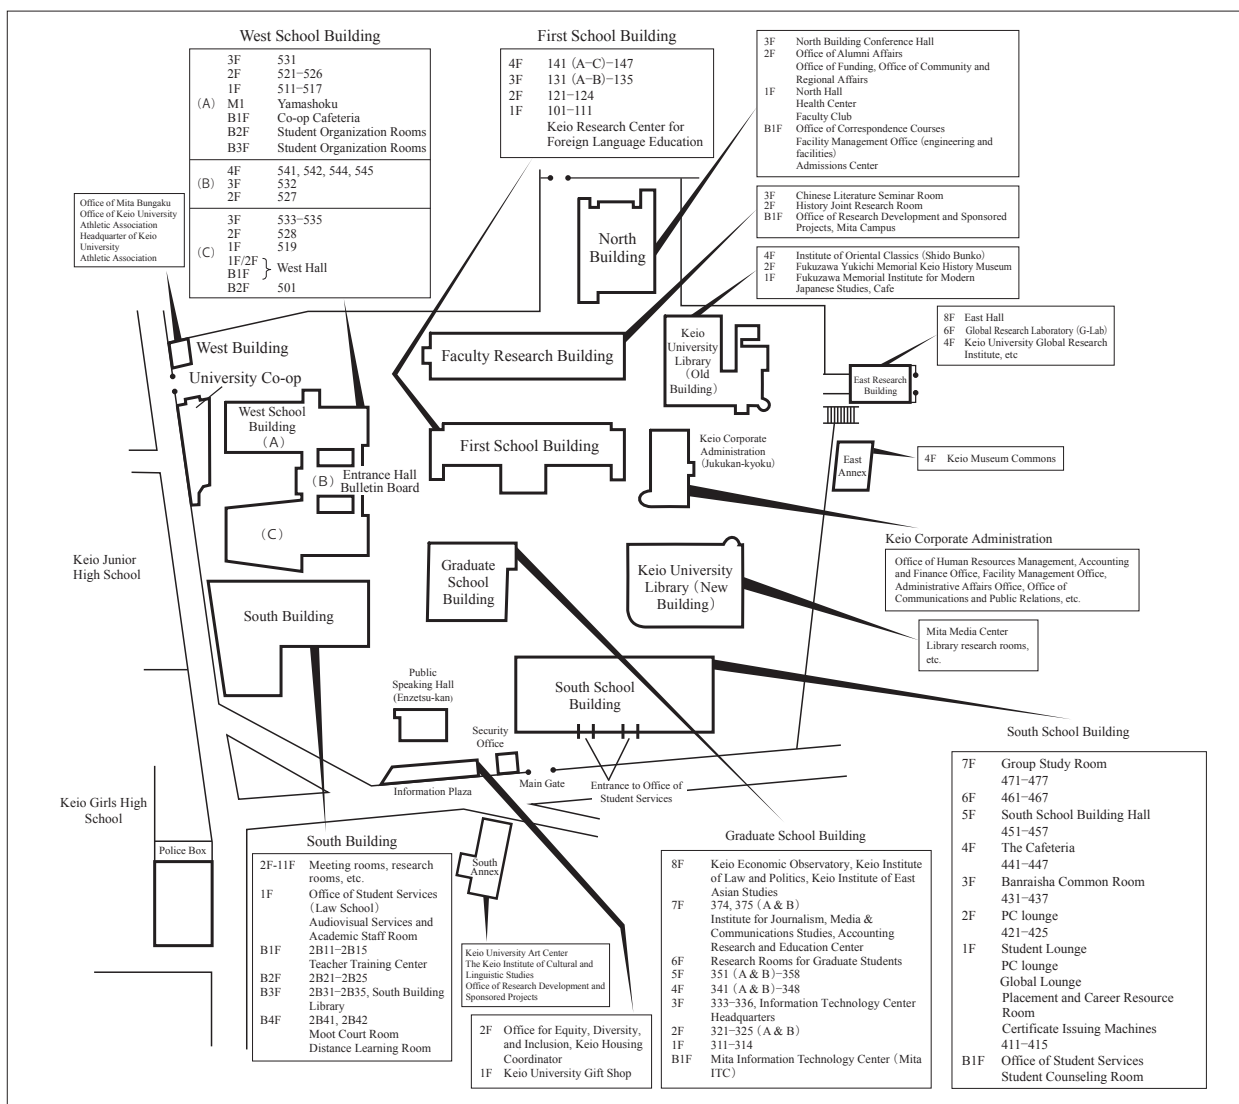 West School Building
3F 531
2F 521−526
1F 511−517
(A) M1 Yamashoku
B1F Co-op Cafeteria
B2F Student Organization Rooms
B3F Student Organization Rooms
4F 541, 542, 544, 545
(B) 3F 532
2F 527
3F 533−535
2F 528
(C) 1F 519
1F/2F
B1F } West Hall
B2F 501
First School Building
4F 141 (A−C)−147
3F 131 (A−B)−135
2F 121−124
1F 101−111
Keio Research Center for
Foreign Language Education
3F North Building Conference Hall
2F Office of Alumni Affairs
Office of Funding, Office of Community and
Regional Affairs
1F North Hall
Health Center
Faculty Club
B1F Office of Correspondence Courses
Facility Management Office (engineering and
facilities)
Admissions Center
3F Chinese Literature Seminar Room
2F History Joint Research Room
B1F Office of Research Development and Sponsored
Projects, Mita Campus
4F Institute of Oriental Classics (Shido Bunko)
2F Fukuzawa Yukichi Memorial Keio History Museum
1F Fukuzawa Memorial Institute for Modern
Japanese Studies, Cafe
8F East Hall
6F Global Research Laboratory (G-Lab)
4F Keio University Global Research
Institute, etc
Office of Mita Bungaku
Office of Keio University
Athletic Association
Headquarter of Keio
University
Athletic Association
North
Building
West Building
University Co-op
Faculty Research Building
Keio
University
Library
(Old
Building)
East Research
Building
West School
Building
(A)
(B)
Entrance Hall
Bulletin Board
(C)
First School Building
Keio Corporate
Administration
(Jukukan-kyoku)
East
Annex
4F Keio Museum Commons
Keio Corporate Administration
Office of Human Resources Management, Accounting
and Finance Office, Facility Management Office,
Administrative Affairs Office, Office of
Communications and Public Relations, etc.
Keio Junior
High School
Graduate
School
Building
Keio University
Library (New
Building)
South Building
Mita Media Center
Library research rooms,
etc.
Public
Speaking Hall
(Enzetsu-kan)
South School
Building
Security
Office
Main Gate
Information Plaza
Entrance to Office of
Student Services
Keio Girls High
School
Police Box
South School Building
7F Group Study Room
471−477
6F 461−467
5F South School Building Hall
451−457
4F The Cafeteria
441−447
3F Banraisha Common Room
431−437
2F PC lounge
421−425
1F Student Lounge
PC lounge
Global Lounge
Placement and Career Resource
Room
Certificate Issuing Machines
411−415
B1F Office of Student Services
Student Counseling Room
South Building
2F-11F Meeting rooms, research
rooms, etc.
1F Office of Student Services
(Law School)
Audiovisual Services and
Academic Staff Room
B1F 2B11−2B15
Teacher Training Center
B2F 2B21−2B25
B3F 2B31−2B35, South Building
Library
B4F 2B41, 2B42
Moot Court Room
Distance Learning Room
South
Annex
Keio University Art Center
The Keio Institute of Cultural and
Linguistic Studies
Office of Research Development and
Sponsored Projects
2F Office for Equity, Diversity,
and Inclusion, Keio Housing
Coordinator
1F Keio University Gift Shop
Graduate School Building
8F Keio Economic Observatory, Keio Institute
of Law and Politics, Keio Institute of East
Asian Studies
7F 374, 375 (A & B)
Institute for Journalism, Media &
Communications Studies, Accounting
Research and Education Center
6F Research Rooms for Graduate Students
5F 351 (A & B)−358
4F 341 (A & B)−348
3F 333−336, Information Technology Center
Headquarters
2F 321−325 (A & B)
1F 311−314
B1F Mita Information Technology Center (Mita
ITC)